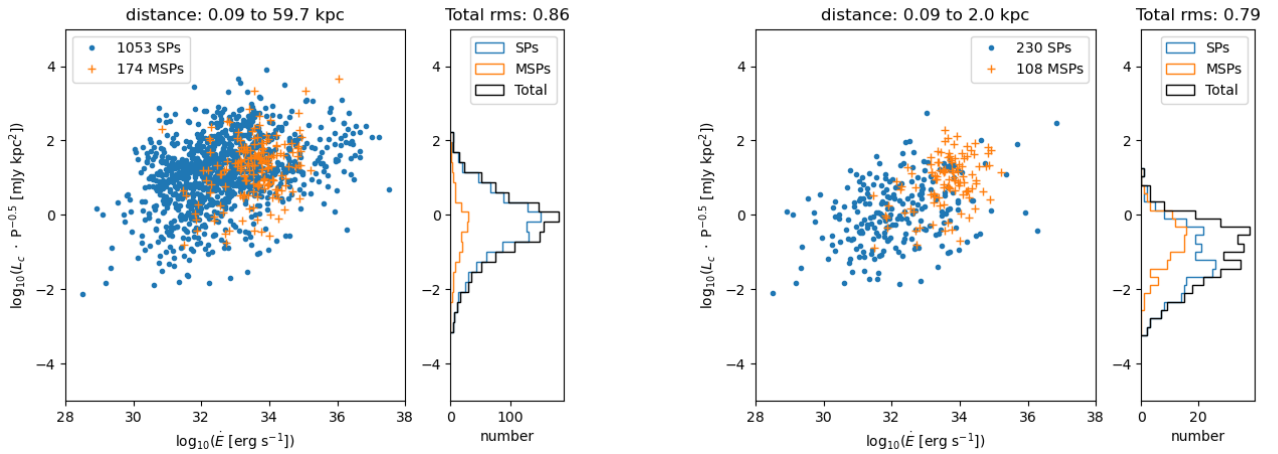 distance: 0.09 to 59.7 kpc
1053 SPs
174 MSPs
log₁₀(L_C · P^−0.5 [mJy kpc²])
4
2
0
−2
−4
28 30 32 34 36 38
log₁₀(Ė [erg s⁻¹])
Total rms: 0.86
SPs
MSPs
Total
4
2
0
−2
−4
0 100
number
distance: 0.09 to 2.0 kpc
230 SPs
108 MSPs
log₁₀(L_C · P^−0.5 [mJy kpc²])
4
2
0
−2
−4
28 30 32 34 36 38
log₁₀(Ė [erg s⁻¹])
Total rms: 0.79
SPs
MSPs
Total
4
2
0
−2
−4
0 20
number